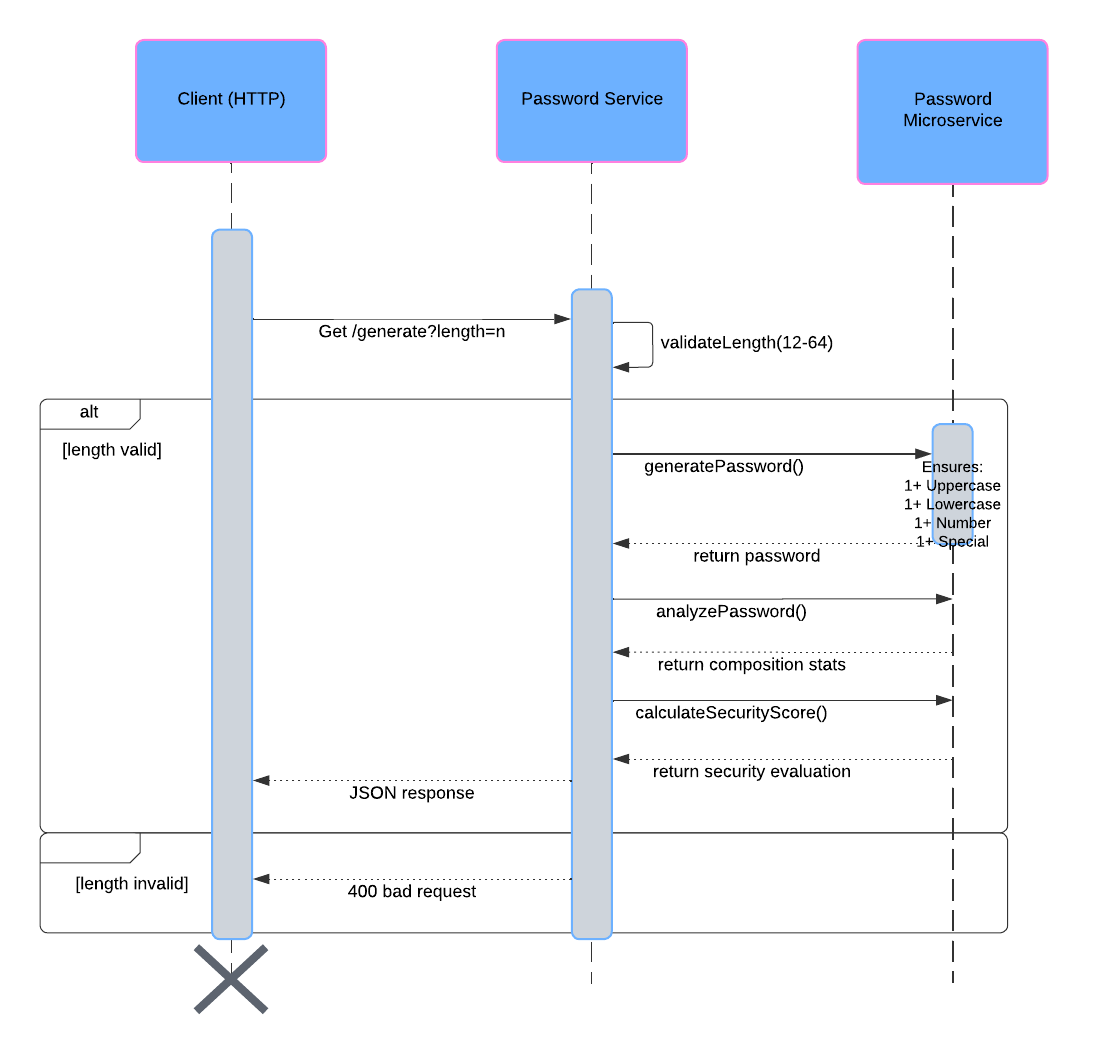 Client (HTTP)
Password Service
Password
Microservice
Get /generate?length=n
validateLength(12-64)
alt
[length valid]
generatePassword()
Ensures:
1+ Uppercase
1+ Lowercase
1+ Number
1+ Special
return password
analyzePassword()
return composition stats
calculateSecurityScore()
return security evaluation
JSON response
[length invalid]
400 bad request